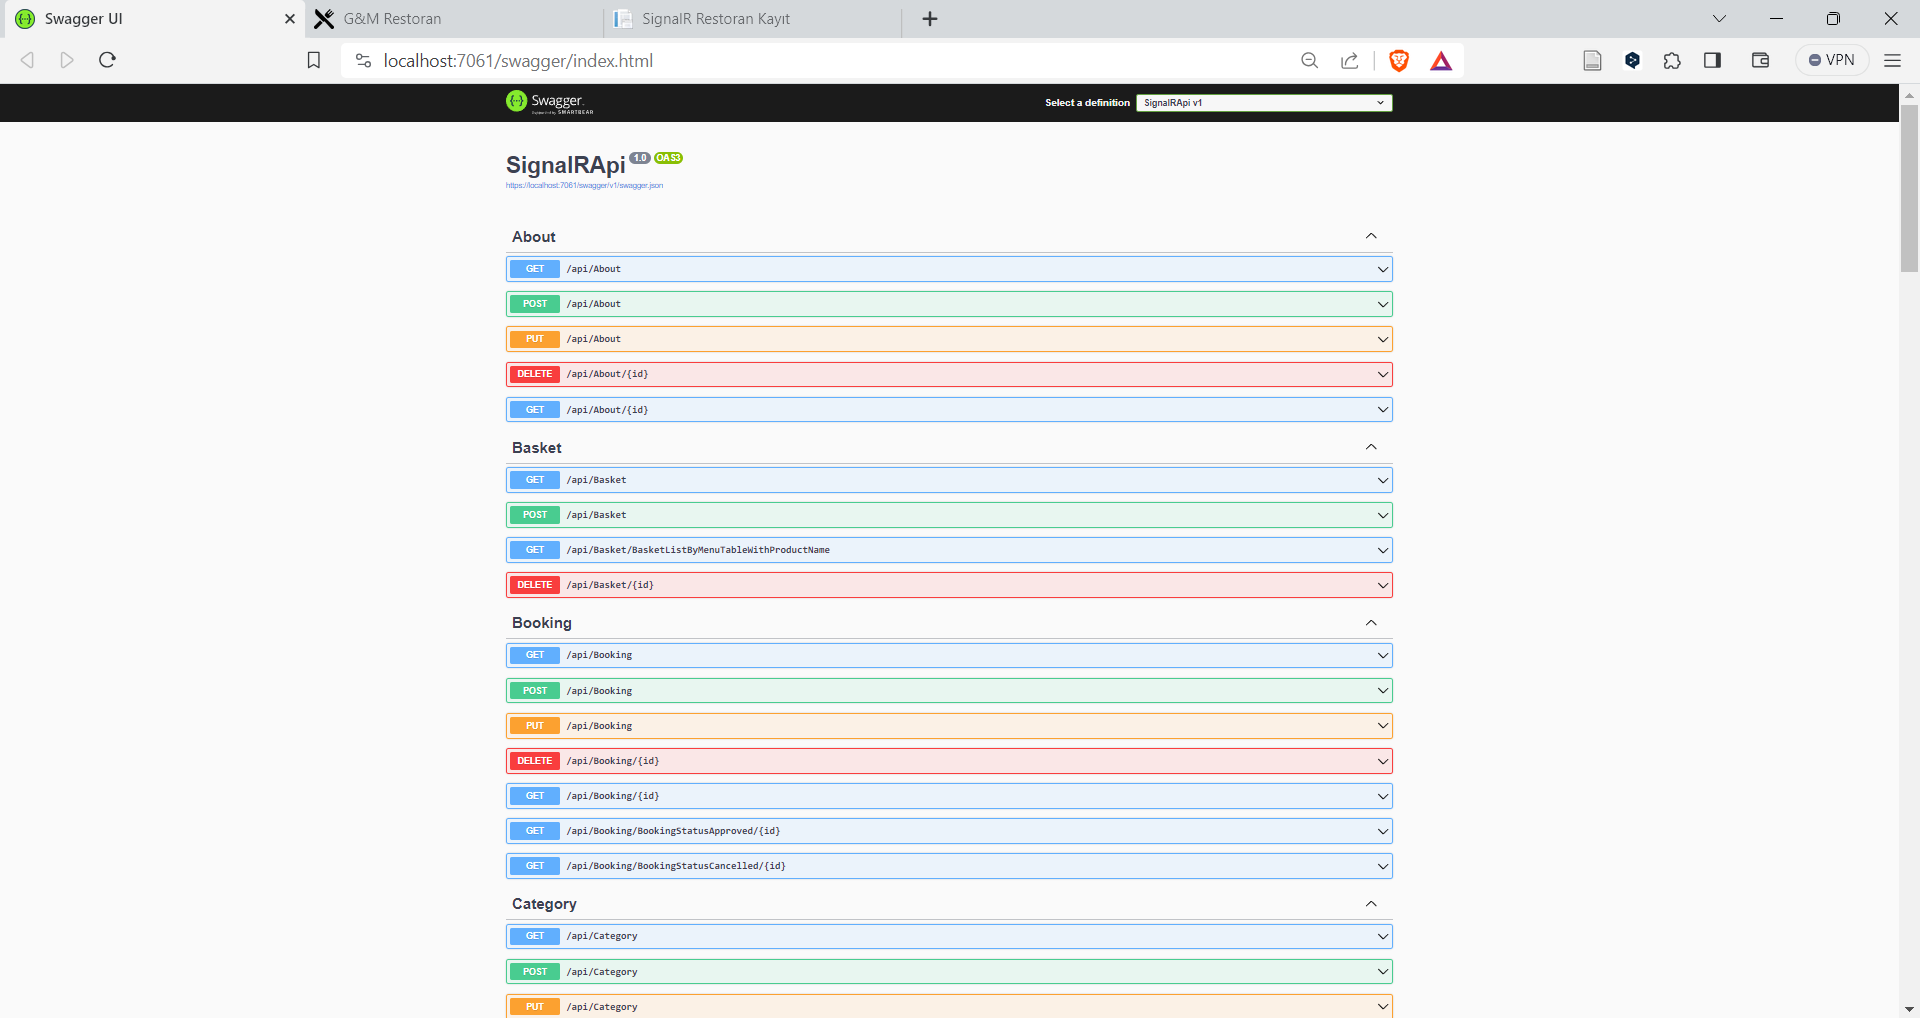 Swagger UI
G&M Restoran
SignalR Restoran Kayıt
localhost:7061/swagger/index.html
VPN
Swagger.
Supported by SMARTBEAR
Select a definition
SignalRApi v1
SignalRApi 1.0 OAS3
https://localhost:7061/swagger/v1/swagger.json
About
GET /api/About
POST /api/About
PUT /api/About
DELETE /api/About/{id}
GET /api/About/{id}
Basket
GET /api/Basket
POST /api/Basket
GET /api/Basket/BasketListByMenuTableWithProductName
DELETE /api/Basket/{id}
Booking
GET /api/Booking
POST /api/Booking
PUT /api/Booking
DELETE /api/Booking/{id}
GET /api/Booking/{id}
GET /api/Booking/BookingStatusApproved/{id}
GET /api/Booking/BookingStatusCancelled/{id}
Category
GET /api/Category
POST /api/Category
PUT /api/Category